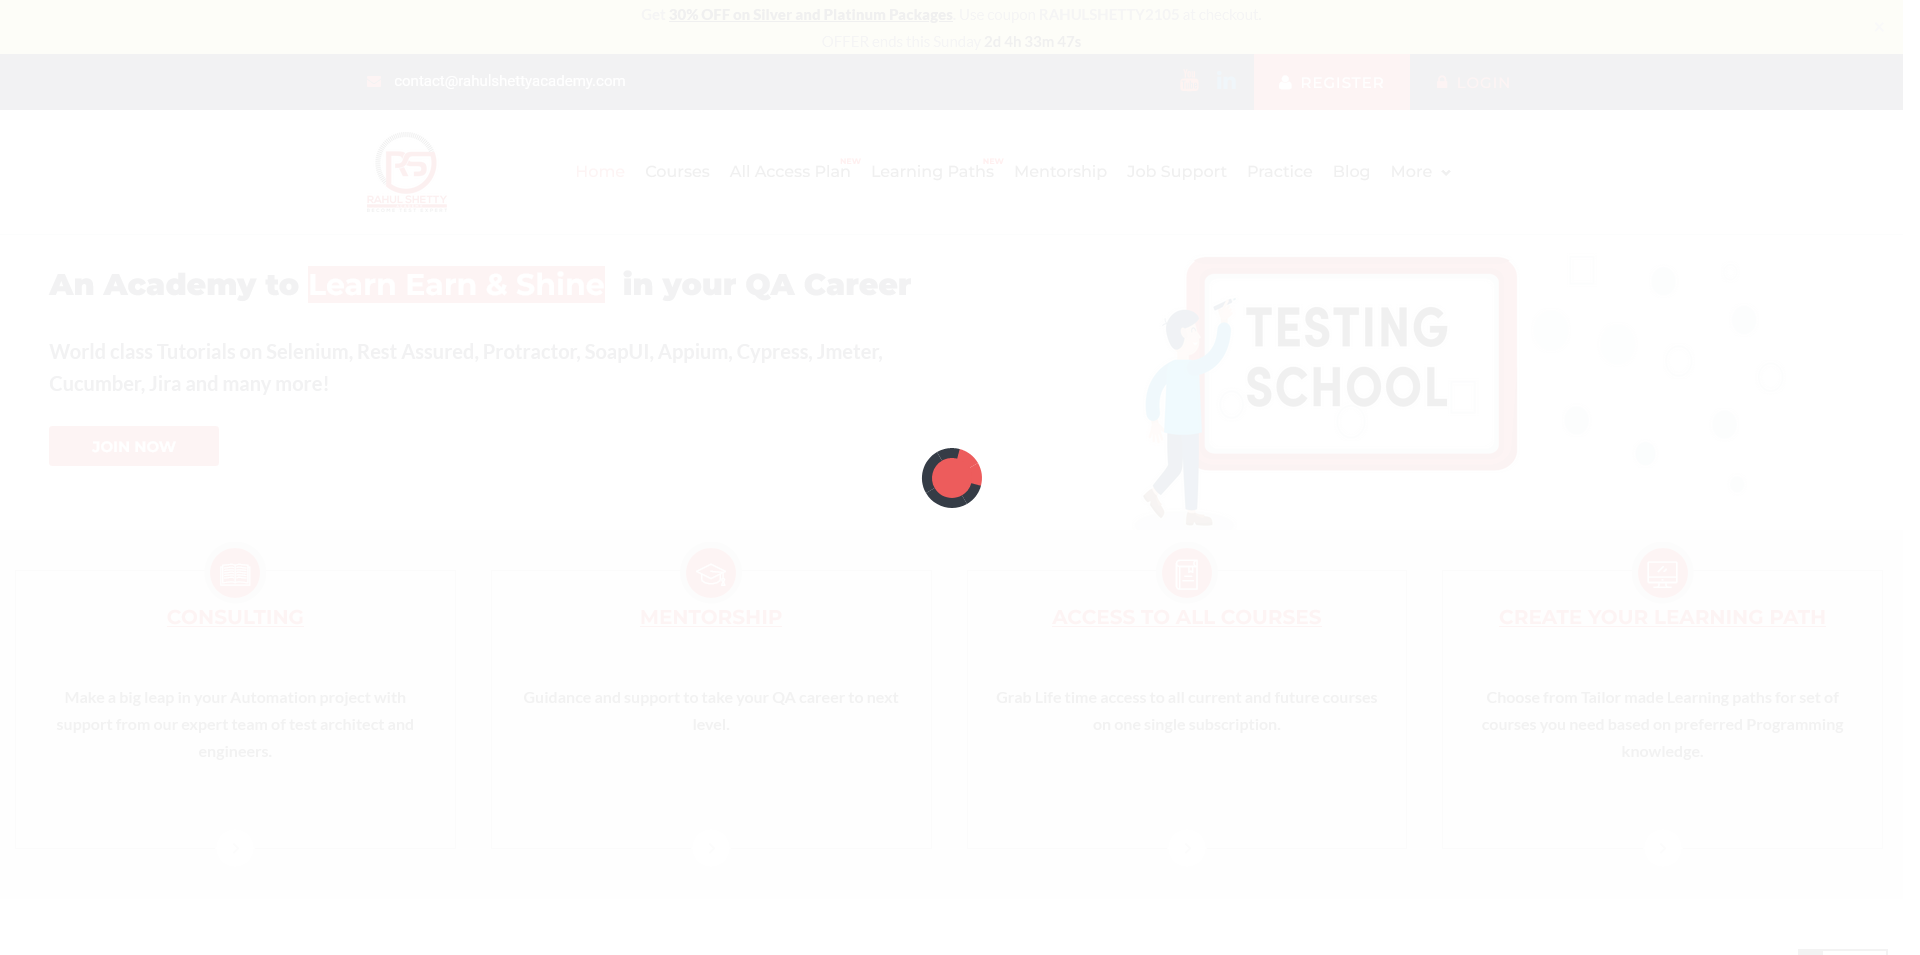 Get 30% OFF on Silver and Platinum Packages. Use coupon RAHULSHETTY2105 at checkout.
OFFER ends this Sunday 2d 4h 33m 47s
contact@rahulshettyacademy.com
REGISTER
LOGIN
RAHUL SHETTY
Home
Courses
All Access Plan
NEW
Learning Paths
NEW
Mentorship
Job Support
Practice
Blog
More
An Academy to Learn Earn & Shine in your QA Career
World class Tutorials on Selenium, Rest Assured, Protractor, SoapUI, Appium, Cypress, Jmeter,
Cucumber, Jira and many more!
JOIN NOW
TESTING
SCHOOL
CONSULTING
Make a big leap in your Automation project with
support from our expert team of test architect and
engineers.
MENTORSHIP
Guidance and support to take your QA career to next
level.
ACCESS TO ALL COURSES
Grab Life time access to all current and future courses
on one single subscription.
CREATE YOUR LEARNING PATH
Choose from Tailor made Learning paths for set of
courses you need based on preferred Programming
knowledge.